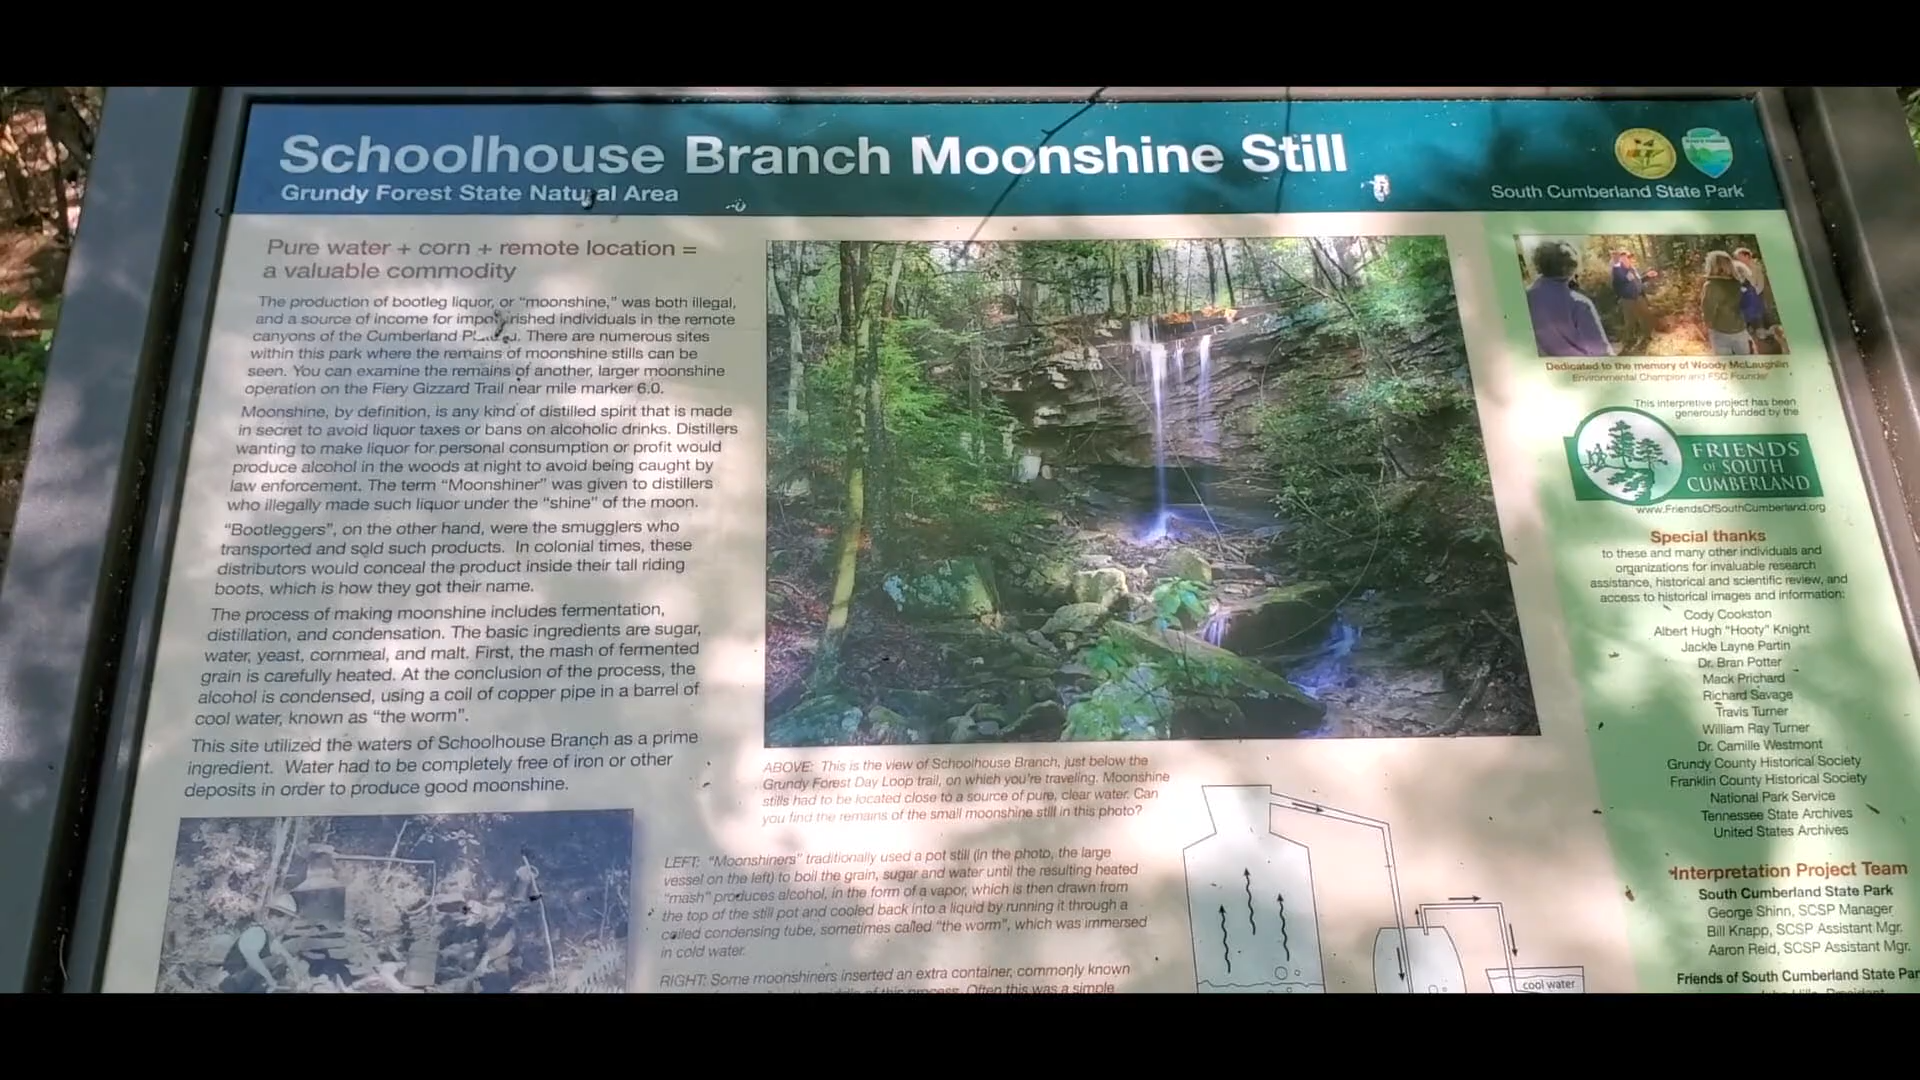 Schoolhouse Branch Moonshine Still
Grundy Forest State Natural Area
South Cumberland State Park
Pure water + corn + remote location =
a valuable commodity
The production of bootleg liquor, or “moonshine,” was both illegal,
and a source of income for impoverished individuals in the remote
canyons of the Cumberland There are numerous sites
within this park where the remains of moonshine stills can be
seen. You can examine the remains of another, larger moonshine
operation on the Fiery Gizzard Trail near mile marker 6.0.
Moonshine, by definition, is any kind of distilled spirit that is made
in secret to avoid liquor taxes or bans on alcoholic drinks. Distillers
wanting to make liquor for personal consumption or profit would
produce alcohol in the woods at night to avoid being caught by
law enforcement. The term “Moonshiner” was given to distillers
who illegally made such liquor under the “shine” of the moon.
“Bootleggers”, on the other hand, were the smugglers who
transported and sold such products. In colonial times, these
distributors would conceal the product inside their tall riding
boots, which is how they got their name.
The process of making moonshine includes fermentation,
distillation, and condensation. The basic ingredients are sugar,
water, yeast, cornmeal, and malt. First, the mash of fermented
grain is carefully heated. At the conclusion of the process, the
alcohol is condensed, using a coil of copper pipe in a barrel of
cool water, known as “the worm”.
This site utilized the waters of Schoolhouse Branch as a prime
ingredient. Water had to be completely free of iron or other
deposits in order to produce good moonshine.
ABOVE: This is the view of Schoolhouse Branch, just below the
Grundy Forest Day Loop trail, on which you’re traveling. Moonshine
stills had to be located close to a source of pure, clear water. Can
you find the remains of the small moonshine still in this photo?
LEFT: “Moonshiners” traditionally used a pot still (in the photo, the large
vessel on the left) to boil the grain, sugar and water until the resulting heated
“mash” produces alcohol, in the form of a vapor, which is then drawn from
the top of the still pot and cooled back into a liquid by running it through a
coiled condensing tube, sometimes called “the worm”, which was immersed
in cold water.
RIGHT: Some moonshiners inserted an extra container, commonly known
of this process. Often this was a simple
cool water
Dedicated to the memory of Woody McLaughlin
Environmental Champion and FSC Founder
This interpretive project has been
generously funded by the
FRIENDS
OF SOUTH
CUMBERLAND
www.FriendsOfSouthCumberland.org
Special thanks
to these and many other individuals and
organizations for invaluable research
assistance, historical and scientific review, and
access to historical images and information:
Cody Cookston
Albert Hugh “Hooty” Knight
Jackie Layne Partin
Dr. Bran Potter
Mack Prichard
Richard Savage
Travis Turner
William Ray Turner
Dr. Camille Westmont
Grundy County Historical Society
Franklin County Historical Society
National Park Service
Tennessee State Archives
United States Archives
Interpretation Project Team
South Cumberland State Park
George Shinn, SCSP Manager
Bill Knapp, SCSP Assistant Mgr.
Aaron Reid, SCSP Assistant Mgr.
Friends of South Cumberland State Par